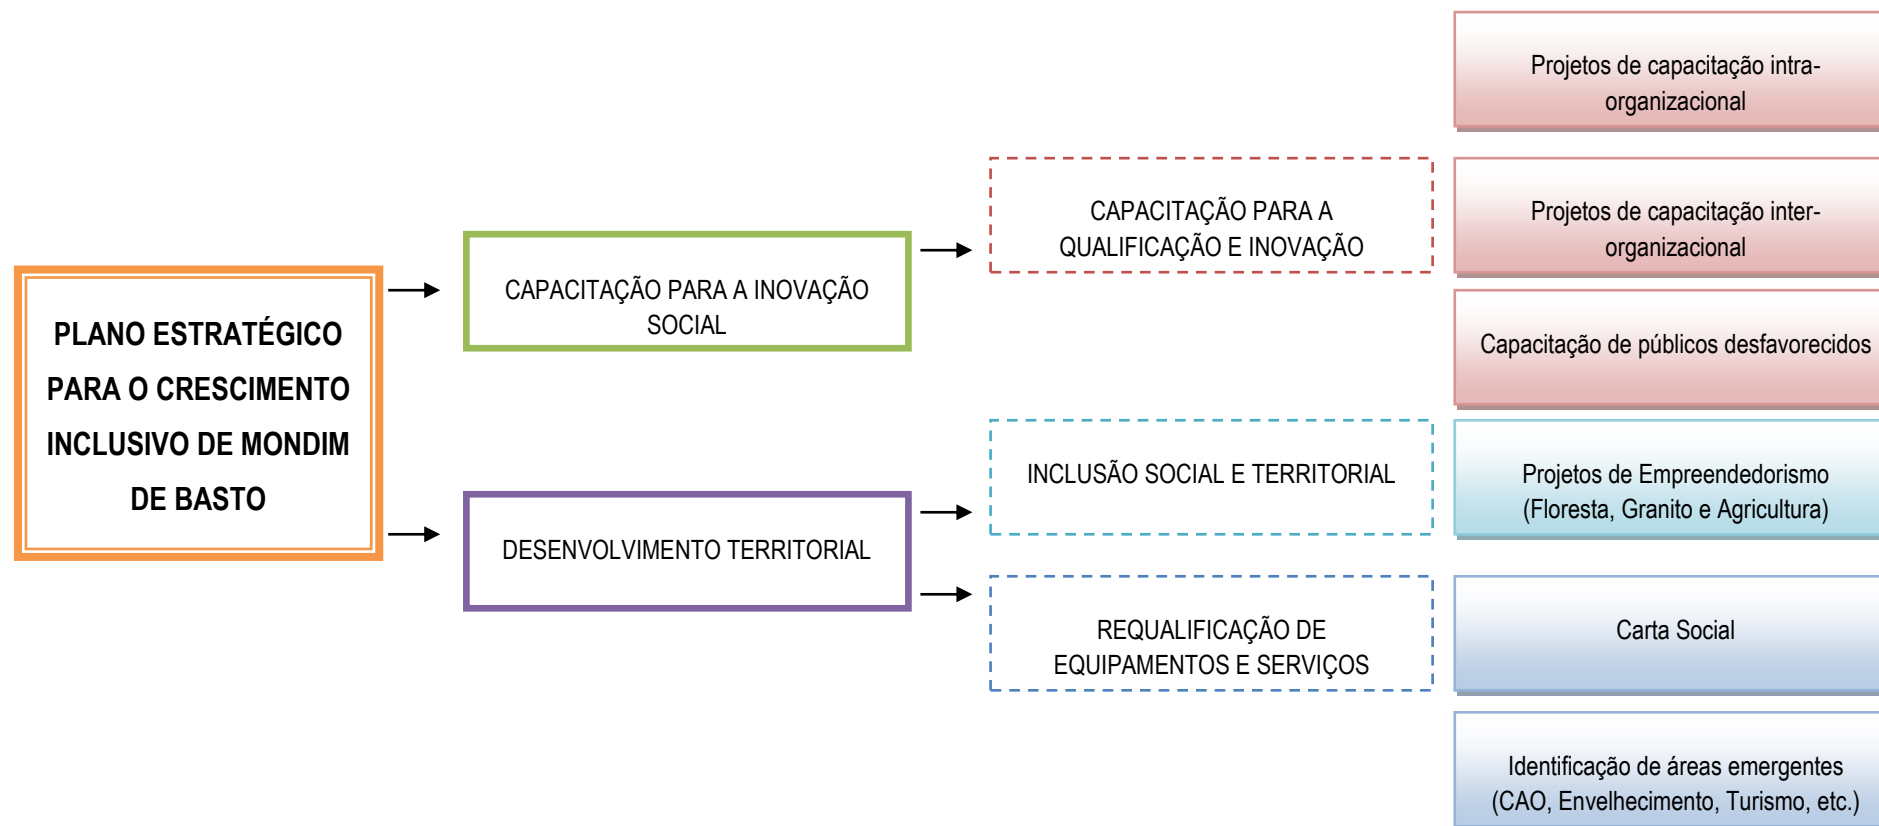 PLANO ESTRATÉGICO
PARA O CRESCIMENTO
INCLUSIVO DE MONDIM
DE BASTO
CAPACITAÇÃO PARA A INOVAÇÃO
SOCIAL
DESENVOLVIMENTO TERRITORIAL
CAPACITAÇÃO PARA A
QUALIFICAÇÃO E INOVAÇÃO
INCLUSÃO SOCIAL E TERRITORIAL
REQUALIFICAÇÃO DE
EQUIPAMENTOS E SERVIÇOS
Projetos de capacitação intra-
organizacional
Projetos de capacitação inter-
organizacional
Capacitação de públicos desfavorecidos
Projetos de Empreendedorismo
(Floresta, Granito e Agricultura)
Carta Social
Identificação de áreas emergentes
(CAO, Envelhecimento, Turismo, etc.)